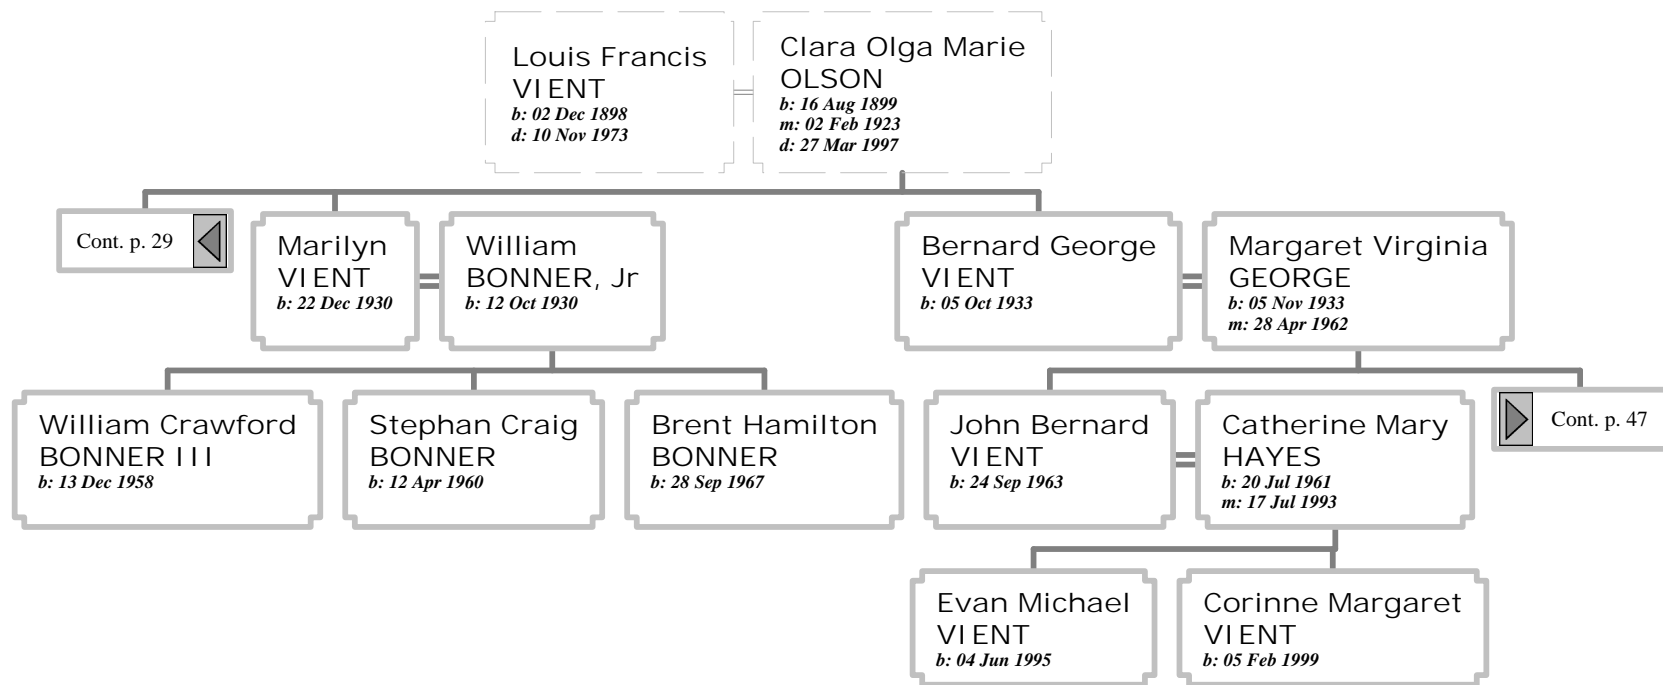 Louis Francis
VIENT
b: 02 Dec 1898
d: 10 Nov 1973
Clara Olga Marie
OLSON
b: 16 Aug 1899
m: 02 Feb 1923
d: 27 Mar 1997
Cont. p. 29
Marilyn
VIENT
b: 22 Dec 1930
William
BONNER, Jr
b: 12 Oct 1930
Bernard George
VIENT
b: 05 Oct 1933
Margaret Virginia
GEORGE
b: 05 Nov 1933
m: 28 Apr 1962
William Crawford
BONNER III
b: 13 Dec 1958
Stephan Craig
BONNER
b: 12 Apr 1960
Brent Hamilton
BONNER
b: 28 Sep 1967
John Bernard
VIENT
b: 24 Sep 1963
Catherine Mary
HAYES
b: 20 Jul 1961
m: 17 Jul 1993
Cont. p. 47
Evan Michael
VIENT
b: 04 Jun 1995
Corinne Margaret
VIENT
b: 05 Feb 1999